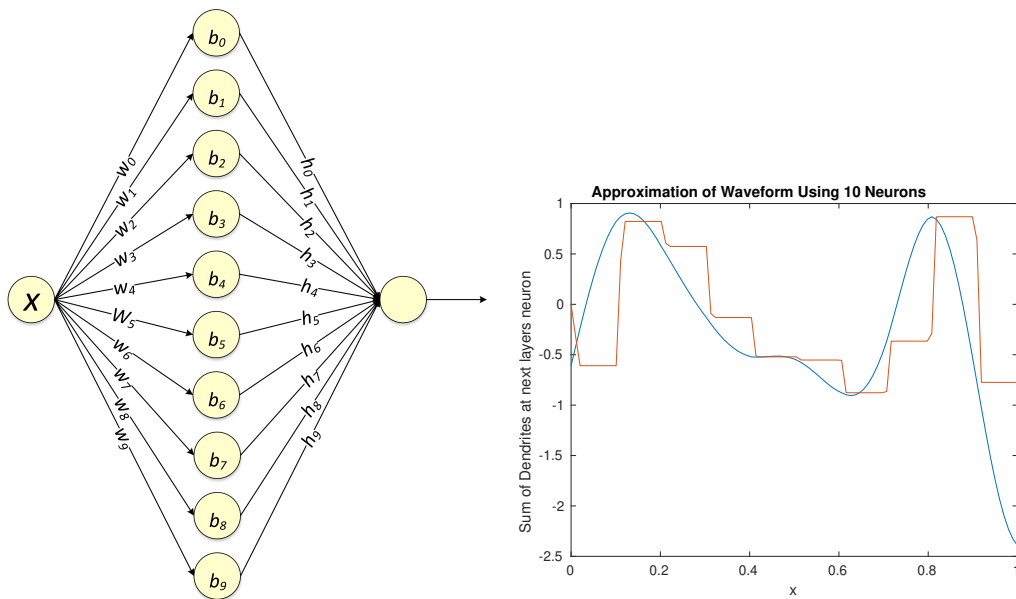 b0
b1
b2
b3
b4
b5
b6
b7
b8
b9
X
w0
w1
w2
w3
w4
W5
w6
w7
w8
w9
h0
h1
h2
h3
h4
h5
h6
h7
h8
h9
Approximation of Waveform Using 10 Neurons
Sum of Dendrites at next layers neuron
1
0.5
0
-0.5
-1
-1.5
-2
-2.5
0
0.2
0.4
0.6
0.8
1
x